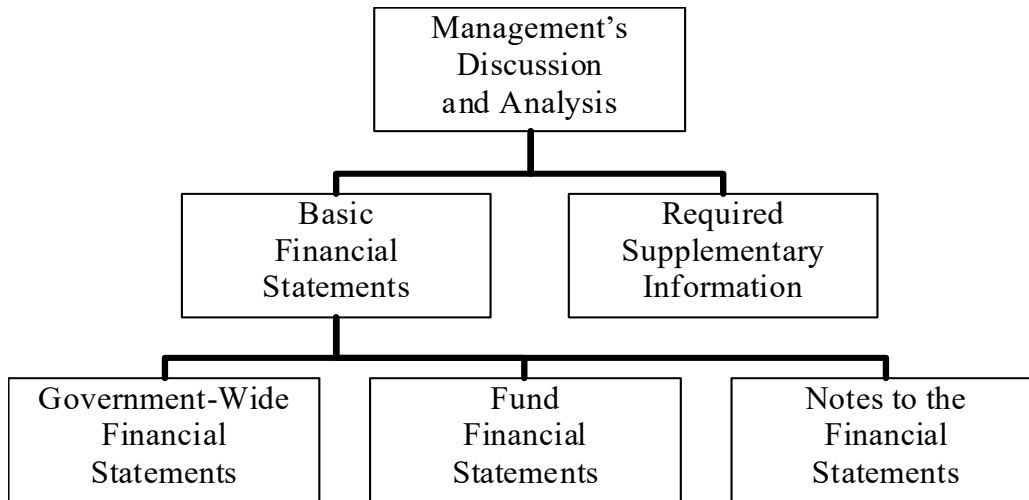 Management’s
Discussion
and Analysis
Basic
Financial
Statements
Required
Supplementary
Information
Government-Wide
Financial
Statements
Fund
Financial
Statements
Notes to the
Financial
Statements